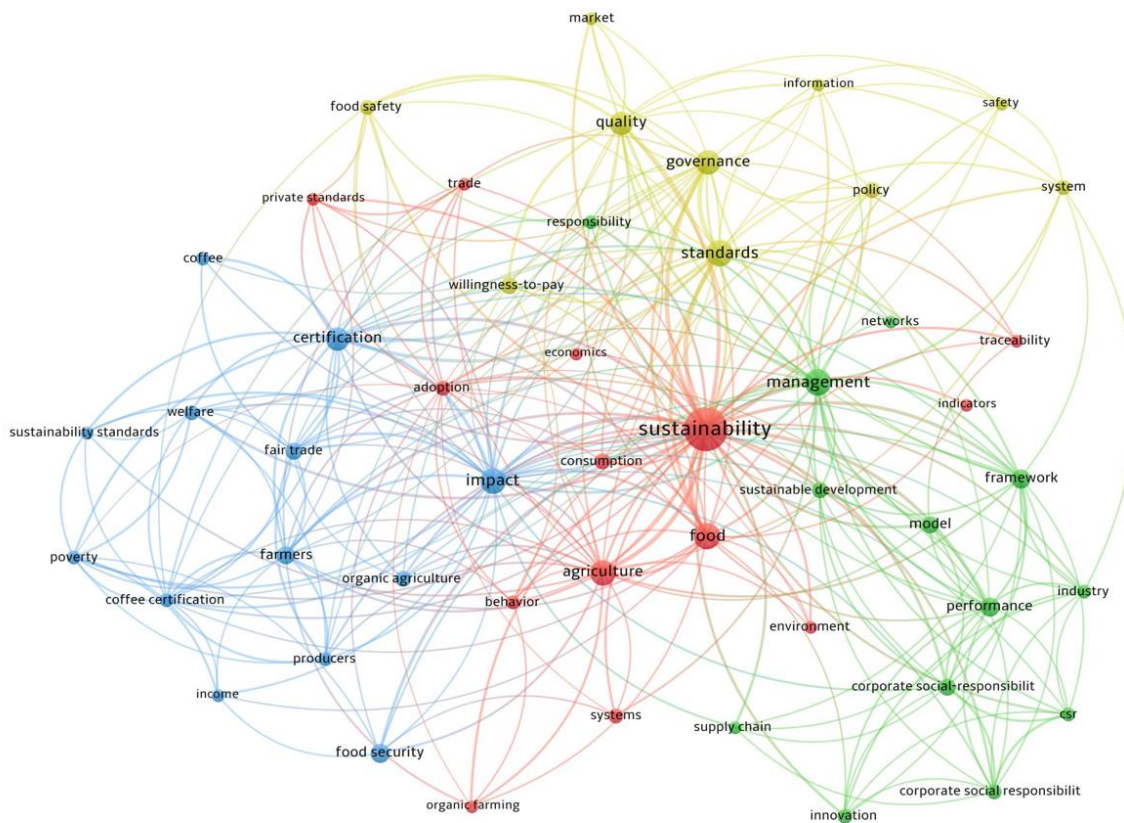 market
information
safety
food safety
quality
governance
trade
policy
system
private standards
responsibility
coffee
standards
willingness-to-pay
networks
certification
traceability
economics
management
adoption
indicators
welfare
sustainability
sustainability standards
fair trade
consumption
impact
sustainable development
framework
model
food
poverty
farmers
agriculture
organic agriculture
industry
coffee certification
behavior
performance
environment
producers
income
corporate social-responsibilit
systems
csr
supply chain
food security
corporate social responsibilit
organic farming
innovation